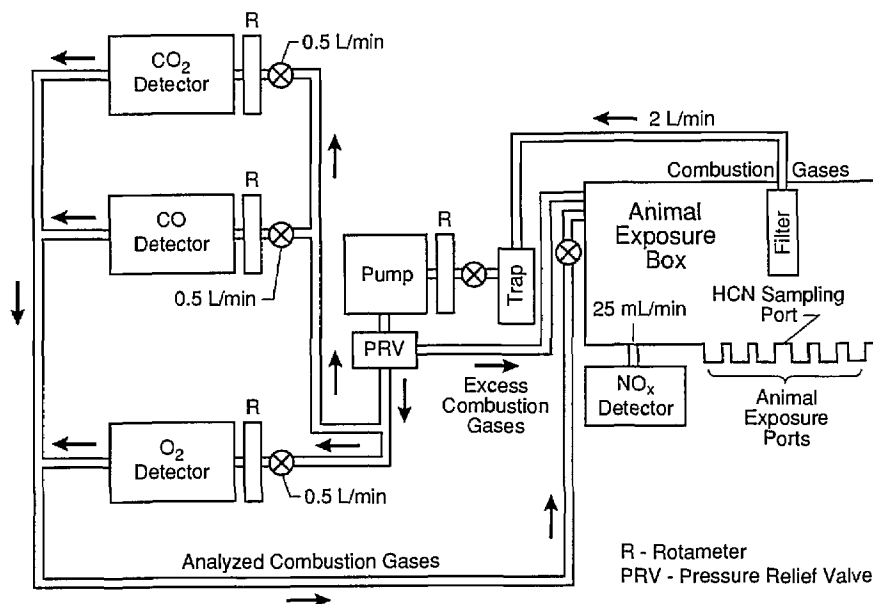 R
0.5 L/min
CO₂
Detector
2 L/min
Combustion Gases
R
CO
Detector
0.5 L/min
R
Pump
Trap
Animal
Exposure
Box
Filter
HCN Sampling
Port
25 mL/min
PRV
Excess
Combustion
Gases
NOₓ
Detector
Animal
Exposure
Ports
R
O₂
Detector
0.5 L/min
Analyzed Combustion Gases
R - Rotameter
PRV - Pressure Relief Valve